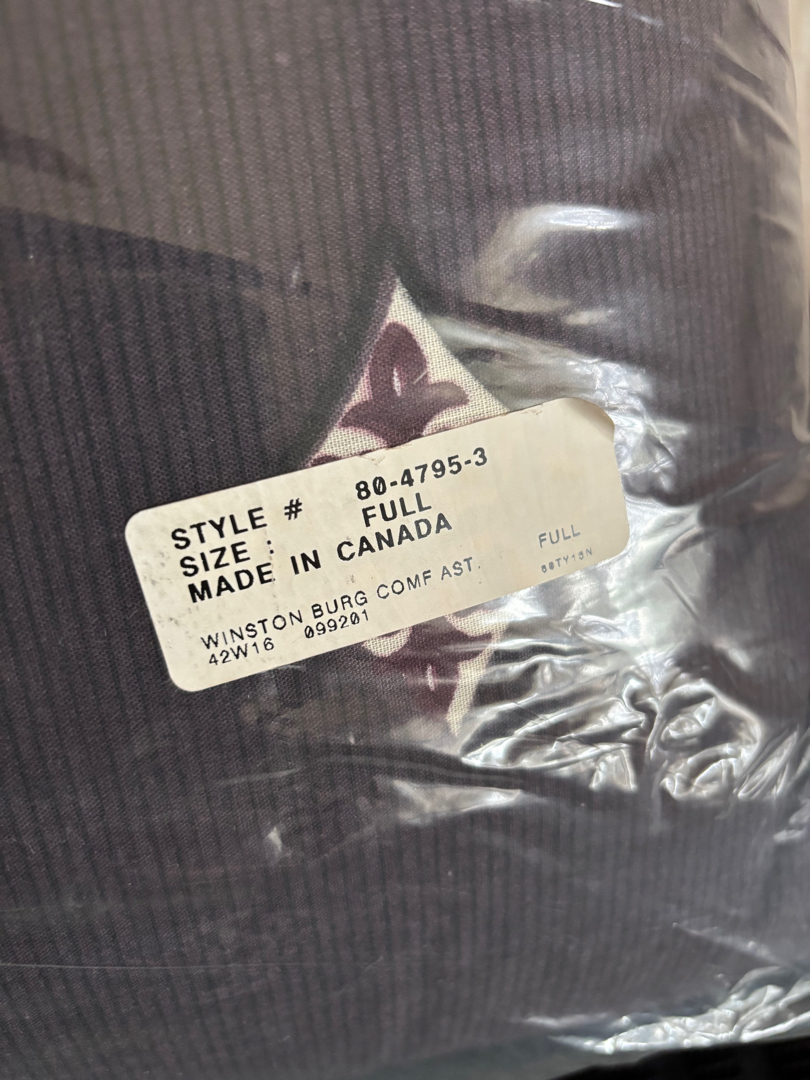 STYLE # 80-4795-3
SIZE : FULL
MADE IN CANADA
FULL
WINSTON BURG COMF AST.
42W16 099201